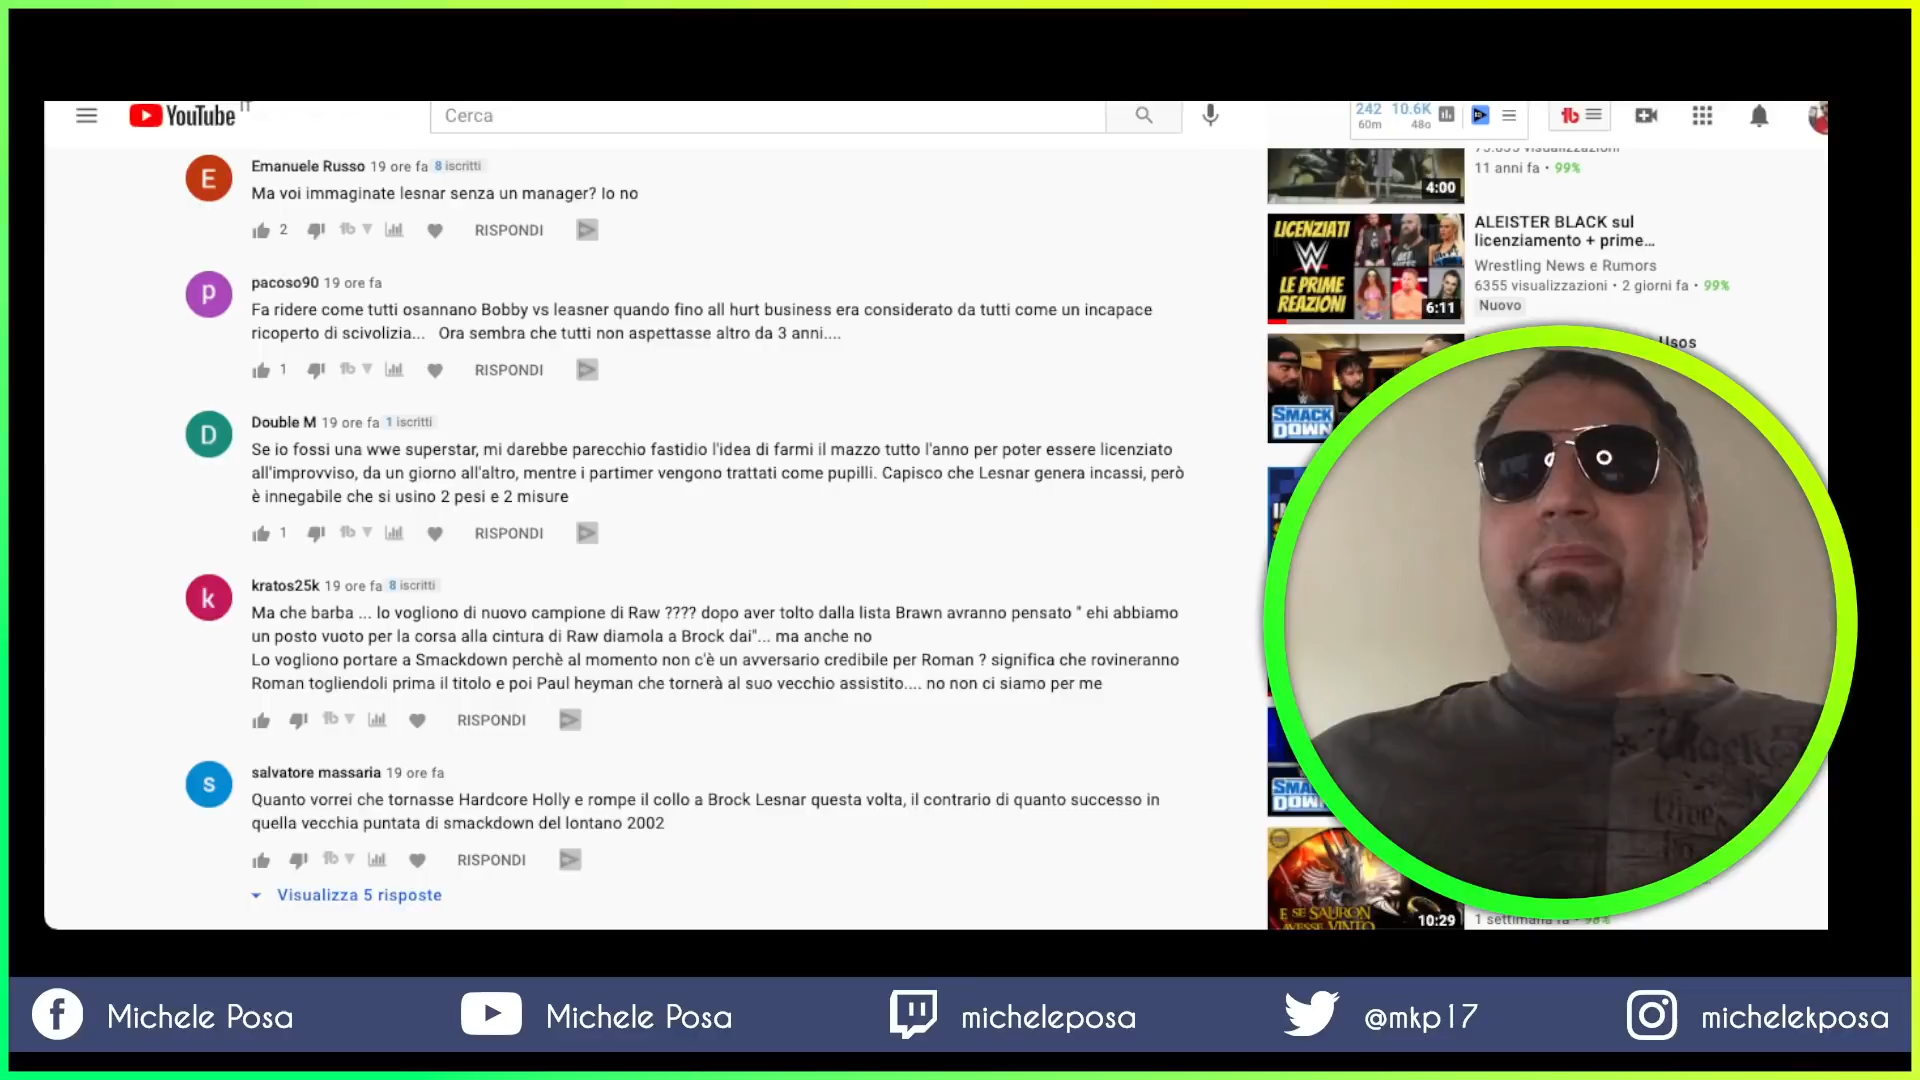 YouTube IT
Cerca
242 10.6K
60m 48o
Emanuele Russo 19 ore fa 8 iscritti
Ma voi immaginate lesnar senza un manager? Io no
2 RISPONDI
pacoso90 19 ore fa
Fa ridere come tutti osannano Bobby vs leasner quando fino all hurt business era considerato da tutti come un incapace
ricoperto di scivolizia... Ora sembra che tutti non aspettasse altro da 3 anni....
1 RISPONDI
Double M 19 ore fa 1 iscritti
Se io fossi una wwe superstar, mi darebbe parecchio fastidio l'idea di farmi il mazzo tutto l'anno per poter essere licenziato
all'improvviso, da un giorno all'altro, mentre i partimer vengono trattati come pupilli. Capisco che Lesnar genera incassi, però
è innegabile che si usino 2 pesi e 2 misure
1 RISPONDI
kratos25k 19 ore fa 8 iscritti
Ma che barba ... lo vogliono di nuovo campione di Raw ???? dopo aver tolto dalla lista Brawn avranno pensato " ehi abbiamo
un posto vuoto per la corsa alla cintura di Raw diamola a Brock dai"... ma anche no
Lo vogliono portare a Smackdown perchè al momento non c'è un avversario credibile per Roman ? significa che rovineranno
Roman togliendoli prima il titolo e poi Paul heyman che tornerà al suo vecchio assistito.... no non ci siamo per me
RISPONDI
salvatore massaria 19 ore fa
Quanto vorrei che tornasse Hardcore Holly e rompe il collo a Brock Lesnar questa volta, il contrario di quanto successo in
quella vecchia puntata di smackdown del lontano 2002
RISPONDI
Visualizza 5 risposte
4:00
11 anni fa • 99%
LICENZIATI
W
LE PRIME
REAZIONI
6:11
ALEISTER BLACK sul
licenziamento + prime...
Wrestling News e Rumors
6355 visualizzazioni • 2 giorni fa • 99%
Nuovo
Usos
SMACK
DOWN
SMA
DOW
E SE SAURON
AVESSE VINTO
10:29
1 settimana fa • 98%
Michele Posa
Michele Posa
micheleposa
@mkp17
michelekposa